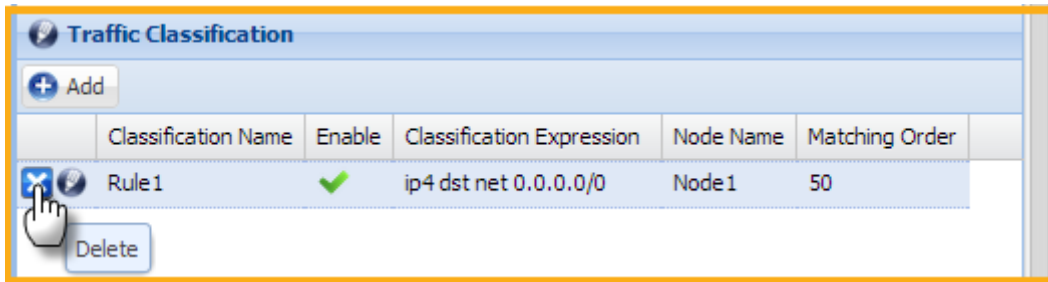 Traffic Classification
Add
Classification Name Enable Classification Expression Node Name Matching Order
Rule1 ip4 dst net 0.0.0.0/0 Node1 50
Delete